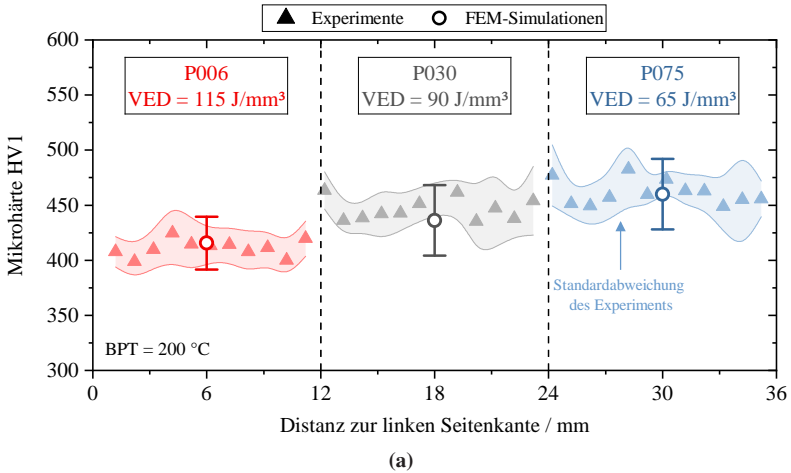 Experimente FEM-Simulationen
600
550
500
450
400
350
300
Mikrohärte HV1
P006
VED = 115 J/mm³
P030
VED = 90 J/mm³
P075
VED = 65 J/mm³
Standardabweichung
des Experiments
BPT = 200 °C
0 6 12 18 24 30 36
Distanz zur linken Seitenkante / mm
(a)